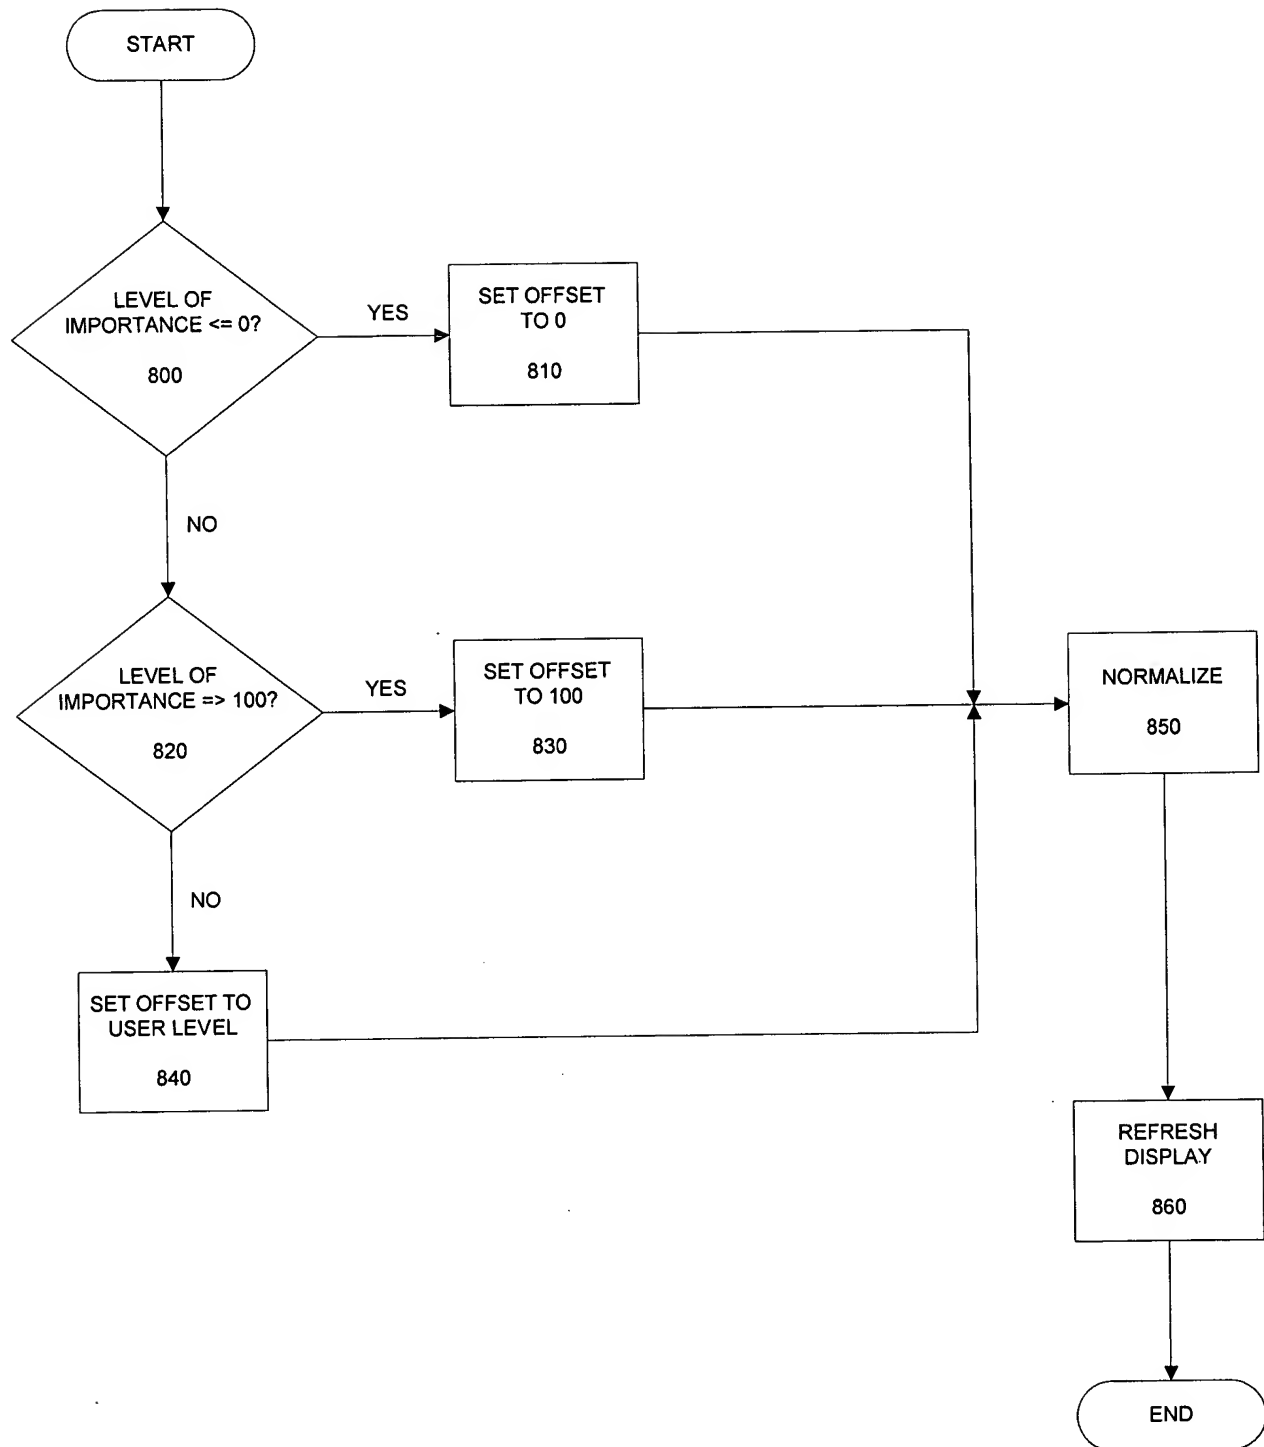 START
LEVEL OF
IMPORTANCE <= 0?
800
YES
SET OFFSET
TO 0
810
NO
LEVEL OF
IMPORTANCE => 100?
820
YES
SET OFFSET
TO 100
830
NORMALIZE
850
NO
SET OFFSET TO
USER LEVEL
840
REFRESH
DISPLAY
860
END